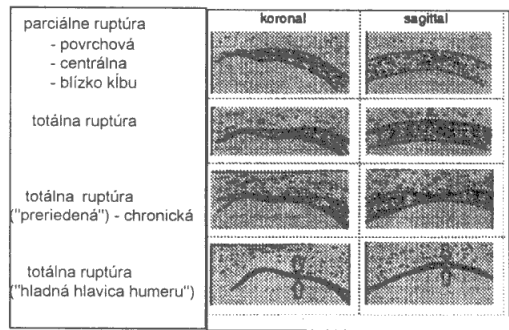 koronal sagittal
parciálne ruptúra
- povrchová
- centrálna
- blízko kĺbu
totálna ruptúra
totálna ruptúra
("preriedená") - chronická
totálna ruptúra
("hladná hlavica humeru")